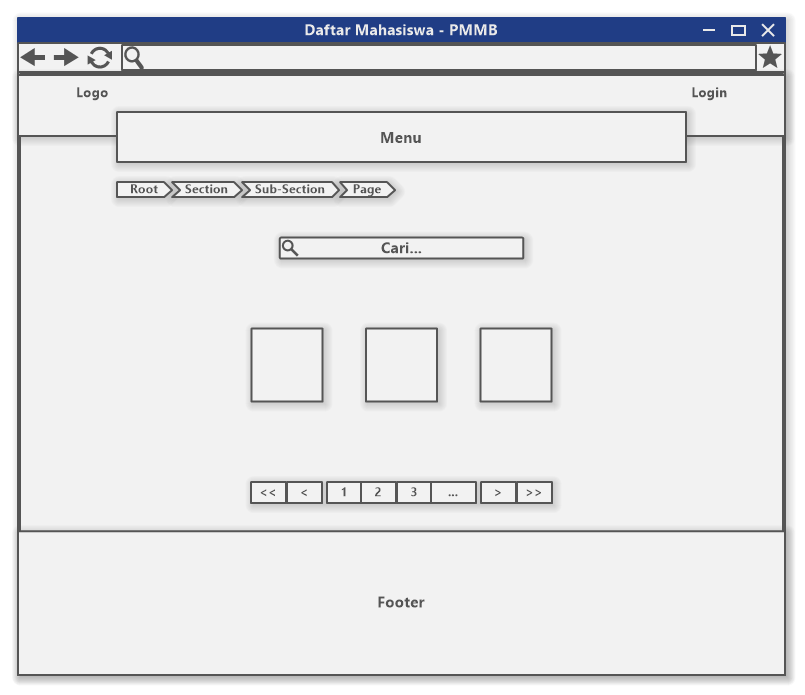 Daftar Mahasiswa - PMMB
Logo
Login
Menu
Root Section Sub-Section Page
Cari...
<< < 1 2 3 ... > >>
Footer